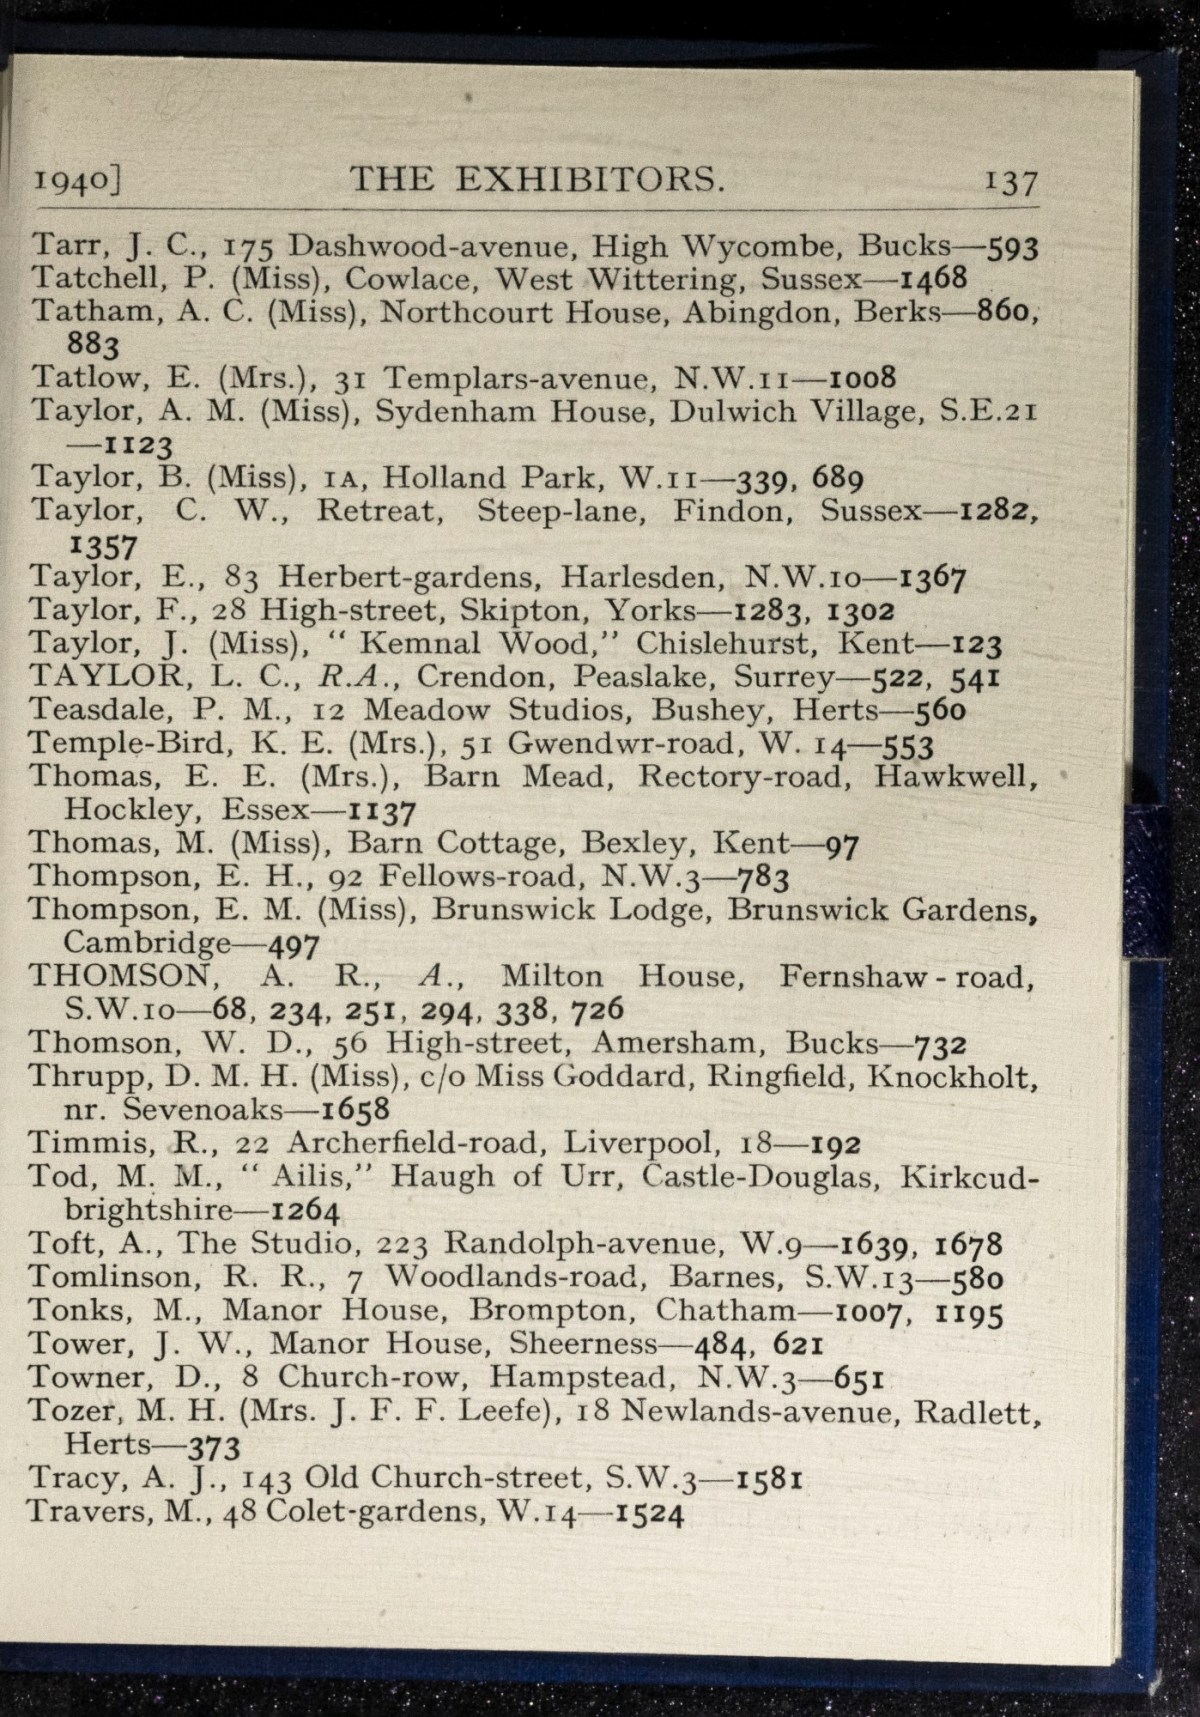 1940] THE EXHIBITORS. 137
Tarr, J. C., 175 Dashwood-avenue, High Wycombe, Bucks—593
Tatchell, P. (Miss), Cowlace, West Wittering, Sussex—1468
Tatham, A. C. (Miss), Northcourt House, Abingdon, Berks—860,
883
Tatlow, E. (Mrs.), 31 Templars-avenue, N.W.11—1008
Taylor, A. M. (Miss), Sydenham House, Dulwich Village, S.E.21
—1123
Taylor, B. (Miss), 1A, Holland Park, W.11—339, 689
Taylor, C. W., Retreat, Steep-lane, Findon, Sussex—1282,
1357
Taylor, E., 83 Herbert-gardens, Harlesden, N.W.10—1367
Taylor, F., 28 High-street, Skipton, Yorks—1283, 1302
Taylor, J. (Miss), “ Kemnal Wood,” Chislehurst, Kent—123
TAYLOR, L. C., R.A., Crendon, Peaslake, Surrey—522, 541
Teasdale, P. M., 12 Meadow Studios, Bushey, Herts—560
Temple-Bird, K. E. (Mrs.), 51 Gwendwr-road, W. 14—553
Thomas, E. E. (Mrs.), Barn Mead, Rectory-road, Hawkwell,
Hockley, Essex—1137
Thomas, M. (Miss), Barn Cottage, Bexley, Kent—97
Thompson, E. H., 92 Fellows-road, N.W.3—783
Thompson, E. M. (Miss), Brunswick Lodge, Brunswick Gardens,
Cambridge—497
THOMSON, A. R., A., Milton House, Fernshaw-road,
S.W.10—68, 234, 251, 294, 338, 726
Thomson, W. D., 56 High-street, Amersham, Bucks—732
Thrupp, D. M. H. (Miss), c/o Miss Goddard, Ringfield, Knockholt,
nr. Sevenoaks—1658
Timmis, R., 22 Archerfield-road, Liverpool, 18—192
Tod, M. M., “ Ailis,” Haugh of Urr, Castle-Douglas, Kirkcud-
brightshire—1264
Toft, A., The Studio, 223 Randolph-avenue, W.9—1639, 1678
Tomlinson, R. R., 7 Woodlands-road, Barnes, S.W.13—580
Tonks, M., Manor House, Brompton, Chatham—1007, 1195
Tower, J. W., Manor House, Sheerness—484, 621
Towner, D., 8 Church-row, Hampstead, N.W.3—651
Tozer, M. H. (Mrs. J. F. F. Leefe), 18 Newlands-avenue, Radlett,
Herts—373
Tracy, A. J., 143 Old Church-street, S.W.3—1581
Travers, M., 48 Colet-gardens, W.14—1524